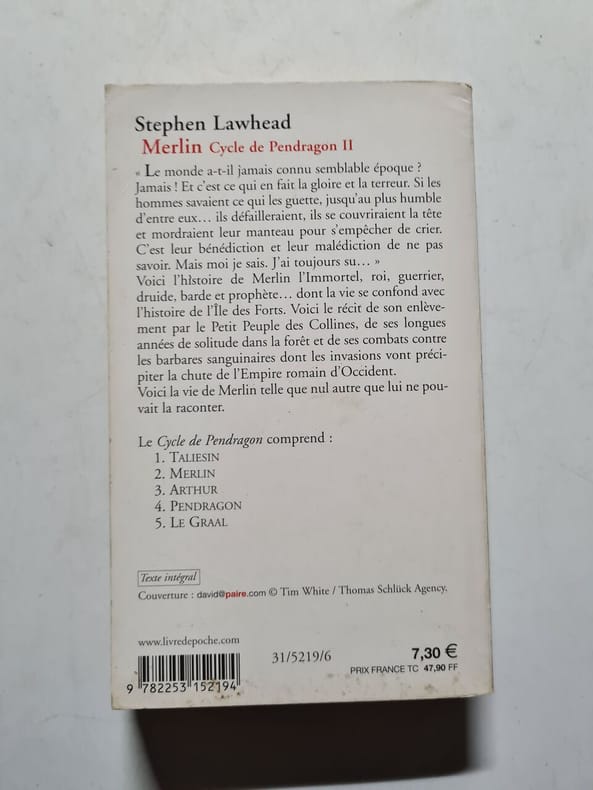 Stephen Lawhead
Merlin Cycle de Pendragon II
« Le monde a-t-il jamais connu semblable époque ?
Jamais ! Et c'est ce qui en fait la gloire et la terreur. Si les
hommes savaient ce qui les guette, jusqu'au plus humble
d'entre eux… ils défailleraient, ils se couvriraient la tête
et mordraient leur manteau pour s'empêcher de crier.
C'est leur bénédiction et leur malédiction de ne pas
savoir. Mais moi je sais. J'ai toujours su… »
Voici l'hIstoire de Merlin l'Immortel, roi, guerrier,
druide, barde et prophète… dont la vie se confond avec
l'histoire de l'Île des Forts. Voici le récit de son enlève-
ment par le Petit Peuple des Collines, de ses longues
années de solitude dans la forêt et de ses combats contre
les barbares sanguinaires dont les invasions vont préci-
piter la chute de l'Empire romain d'Occident.
Voici la vie de Merlin telle que nul autre que lui ne pou-
vait la raconter.
Le Cycle de Pendragon comprend :
1. TALIESIN
2. MERLIN
3. ARTHUR
4. PENDRAGON
5. LE GRAAL
Texte intégral
Couverture : david@paire.com © Tim White / Thomas Schlück Agency.
www.livredepoche.com
31/5219/6
7,30 €
PRIX FRANCE TC 47,90 FF
9 782253 152194